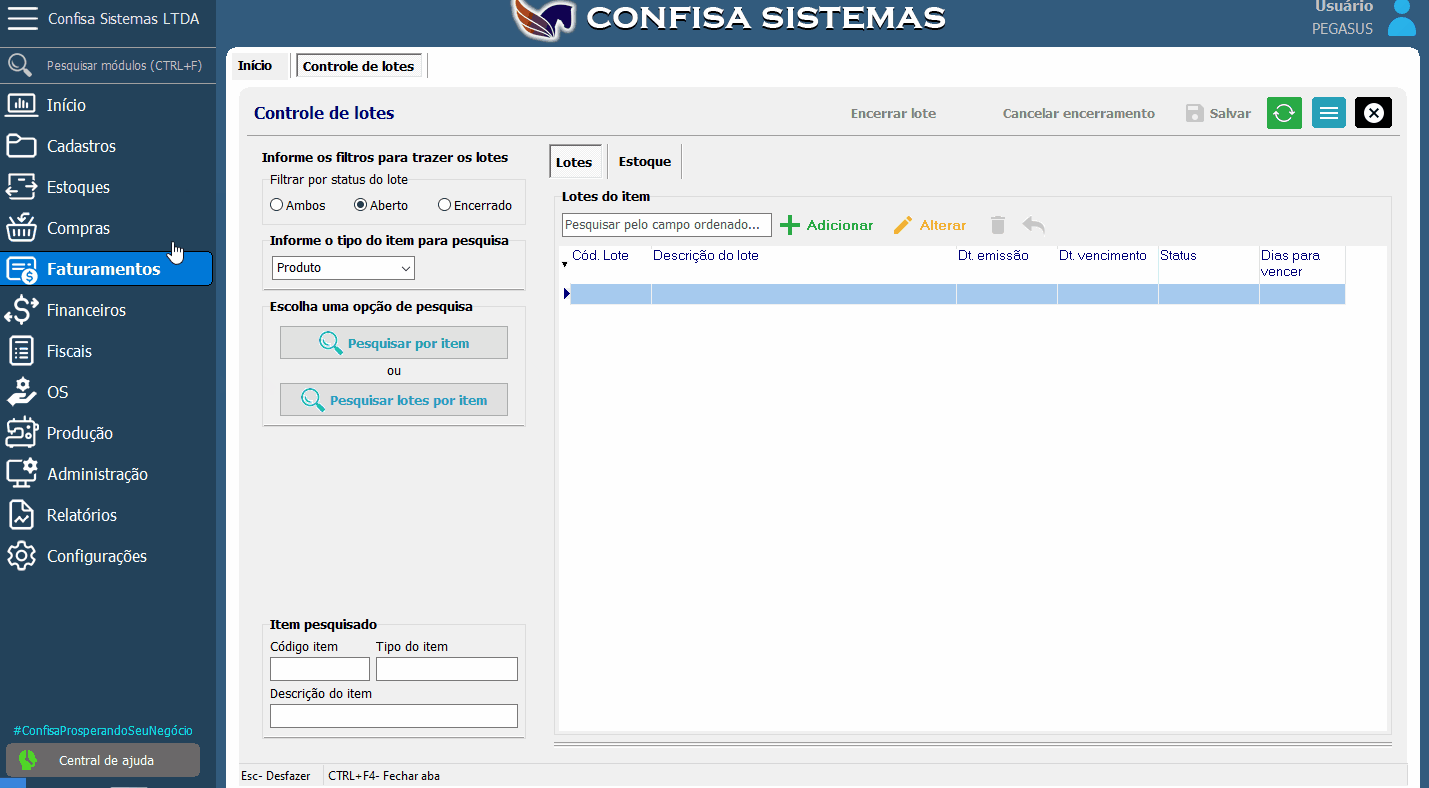 Confisa Sistemas LTDA
CONFISA SISTEMAS
Usuário
PEGASUS
Pesquisar módulos (CTRL+F)
Início
Cadastros
Estoques
Compras
Faturamentos
Financeiros
Fiscais
OS
Produção
Administração
Relatórios
Configurações
#ConfisaProsperandoSeuNegócio
Central de ajuda
Início
Controle de lotes
Controle de lotes
Encerrar lote
Cancelar encerramento
Salvar
Informe os filtros para trazer os lotes
Filtrar por status do lote
Ambos
Aberto
Encerrado
Informe o tipo do item para pesquisa
Produto
Escolha uma opção de pesquisa
Pesquisar por item
ou
Pesquisar lotes por item
Item pesquisado
Código item
Tipo do item
Descrição do item
Lotes
Estoque
Lotes do item
Pesquisar pelo campo ordenado...
Adicionar
Alterar
Cód. Lote
Descrição do lote
Dt. emissão
Dt. vencimento
Status
Dias para
vencer
Esc- Desfazer
CTRL+F4- Fechar aba